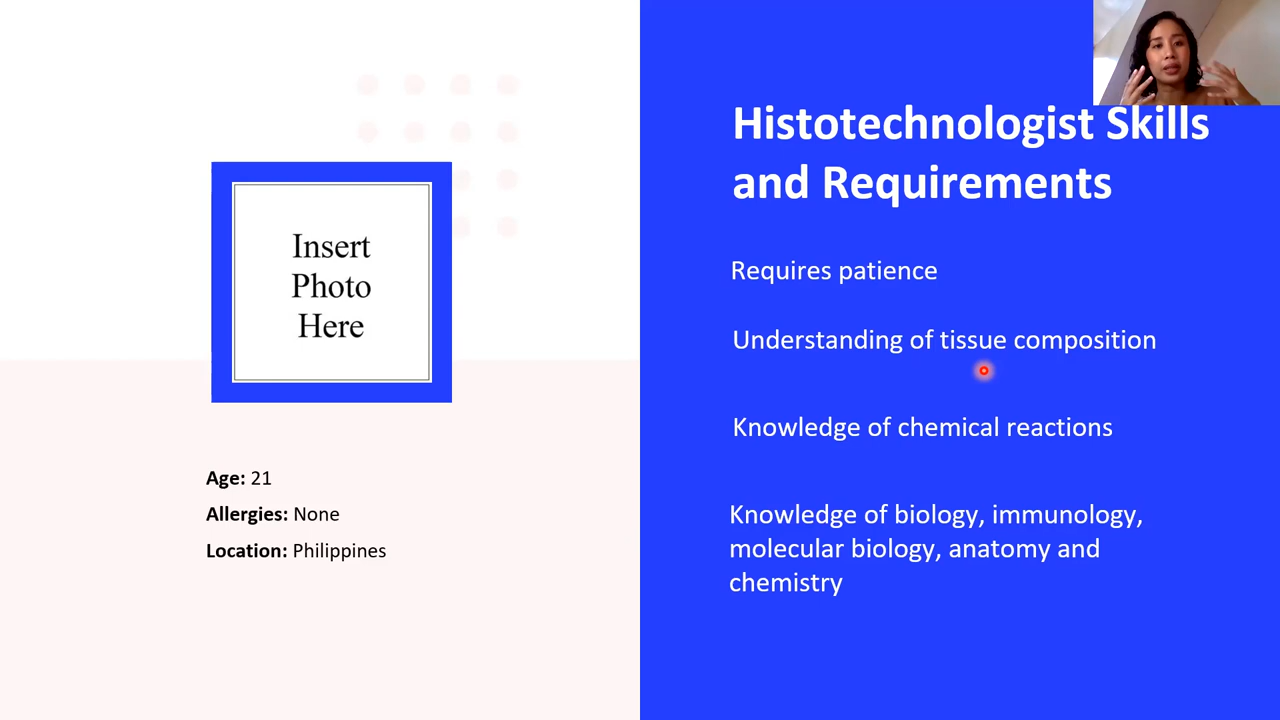 Insert
Photo
Here
Age: 21
Allergies: None
Location: Philippines
Histotechnologist Skills
and Requirements
Requires patience
Understanding of tissue composition
Knowledge of chemical reactions
Knowledge of biology, immunology,
molecular biology, anatomy and
chemistry